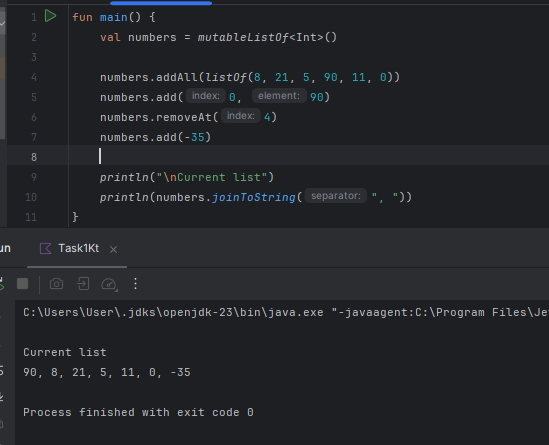 1 fun main() {
2 val numbers = mutableListOf<Int>()
3
4 numbers.addAll(listOf(8, 21, 5, 90, 11, 0))
5 numbers.add( index: 0, element: 90)
6 numbers.removeAt( index: 4)
7 numbers.add(-35)
8
9 println("\nCurrent list")
10 println(numbers.joinToString( separator: ", "))
11 }
un Task1Kt ×
C:\Users\User\.jdks\openjdk-23\bin\java.exe "-javaagent:C:\Program Files\Je
Current list
90, 8, 21, 5, 11, 0, -35
Process finished with exit code 0